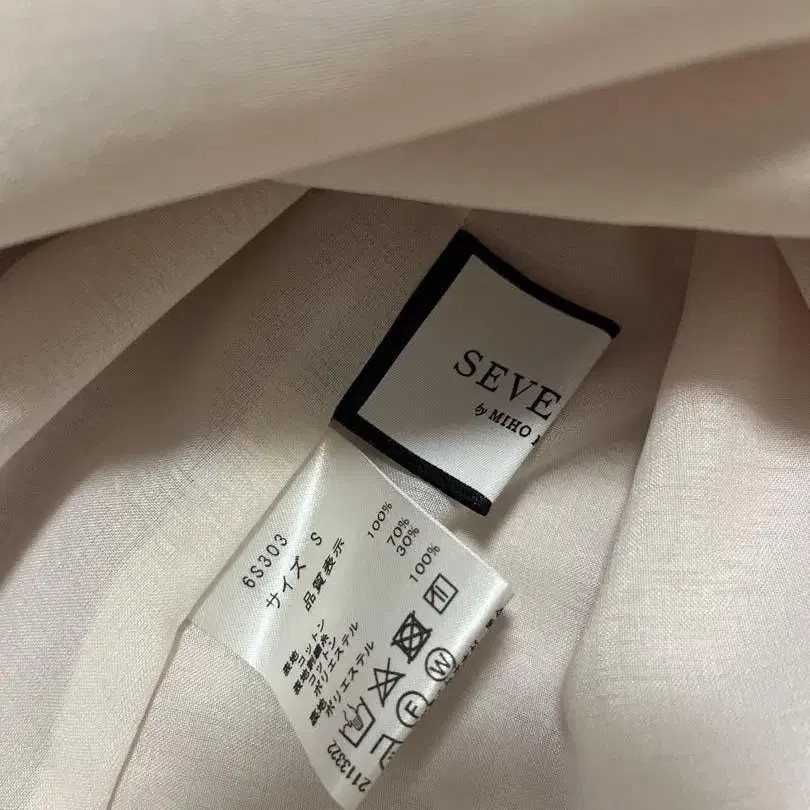 SEVE
by MIHO
6S303
サイズ S
品質表示
表地
コットン 100%
表地刺繍糸
コットン 70%
ポリエステル 30%
裏地
ポリエステル 100%
F
W
2113322